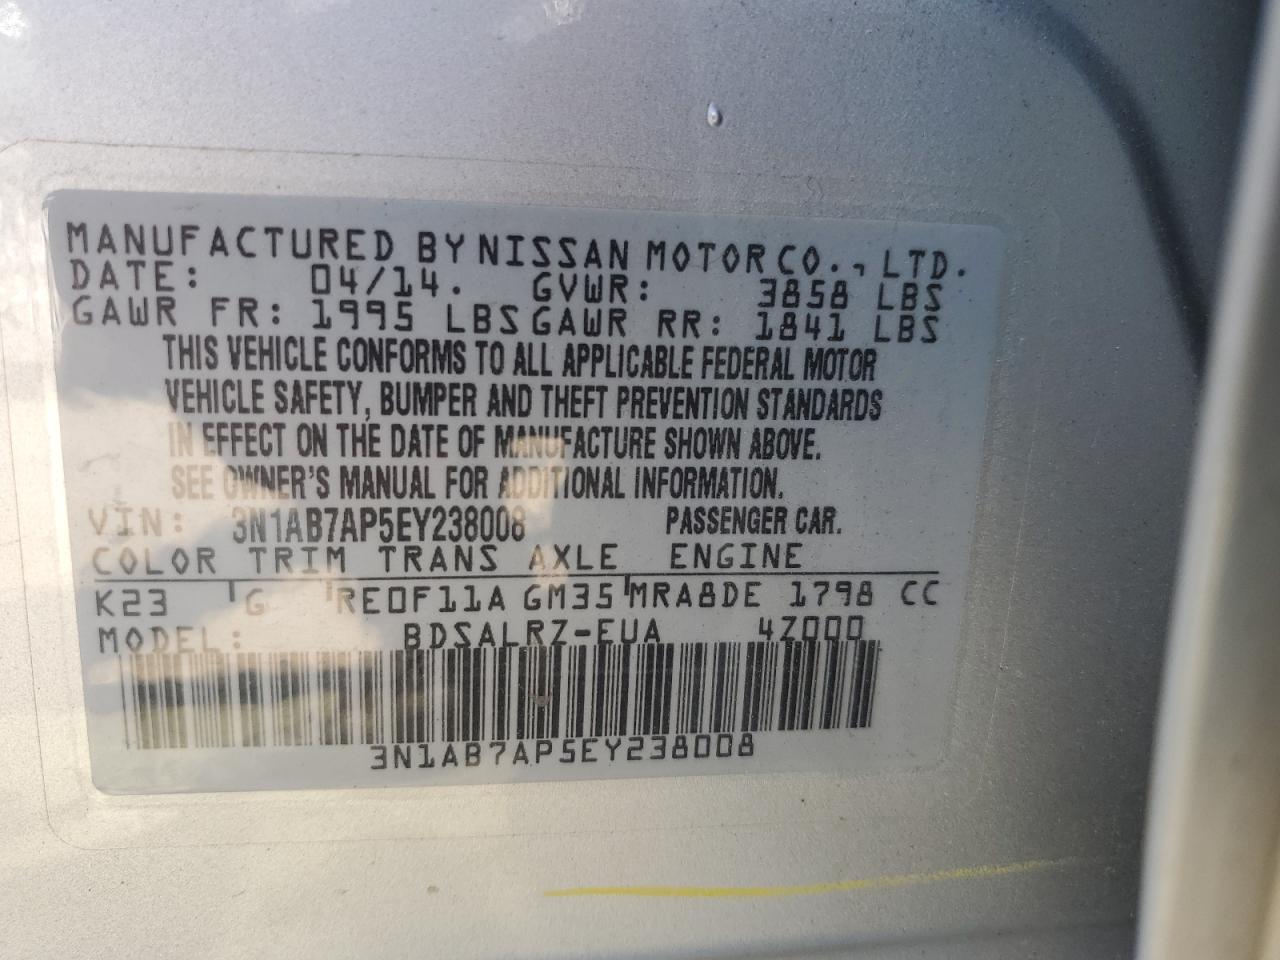 MANUFACTURED BY NISSAN MOTOR CO., LTD.
DATE: 04/14. GVWR: 3858 LBS
GAWR FR: 1995 LBS GAWR RR: 1841 LBS
THIS VEHICLE CONFORMS TO ALL APPLICABLE FEDERAL MOTOR
VEHICLE SAFETY, BUMPER AND THEFT PREVENTION STANDARDS
IN EFFECT ON THE DATE OF MANUFACTURE SHOWN ABOVE.
SEE OWNER'S MANUAL FOR ADDITIONAL INFORMATION.
VIN: 3N1AB7AP5EY238008 PASSENGER CAR.
COLOR TRIM TRANS AXLE ENGINE
K23 G RE0F11A GM35 MRA8DE 1798 CC
MODEL: BDSALRZ-EUA 4Z000
3N1AB7AP5EY238008